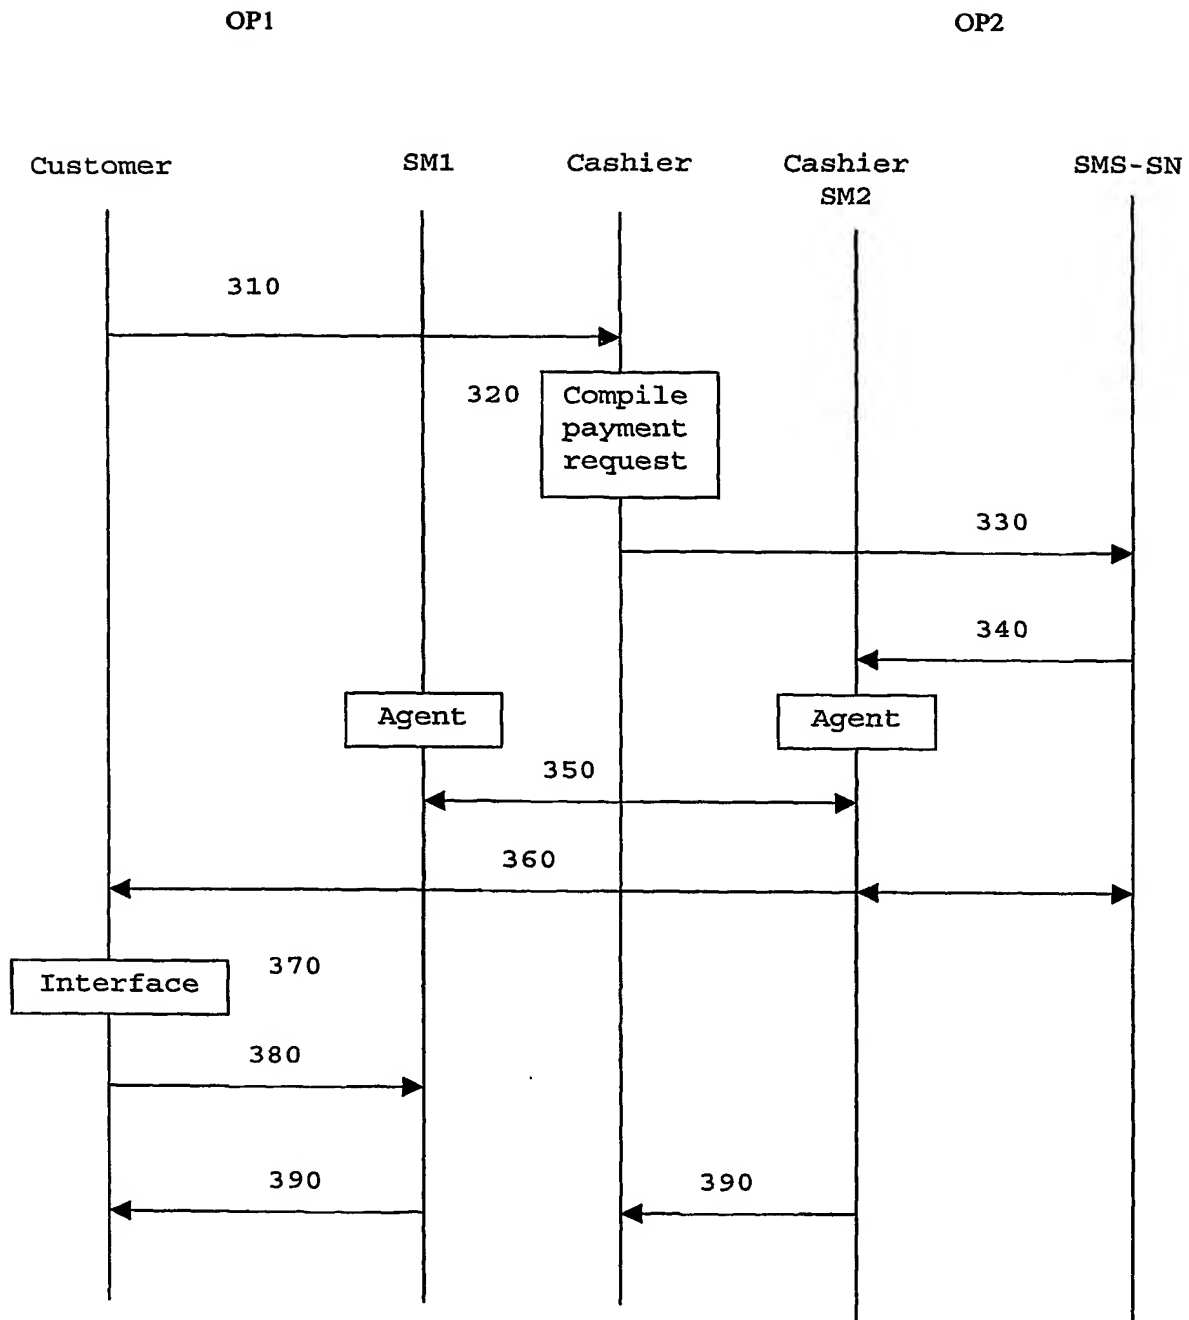 OP1
OP2
Customer
SM1
Cashier
Cashier
SM2
SMS-SN
310
320
Compile
payment
request
330
340
Agent
Agent
350
360
Interface
370
380
390
390